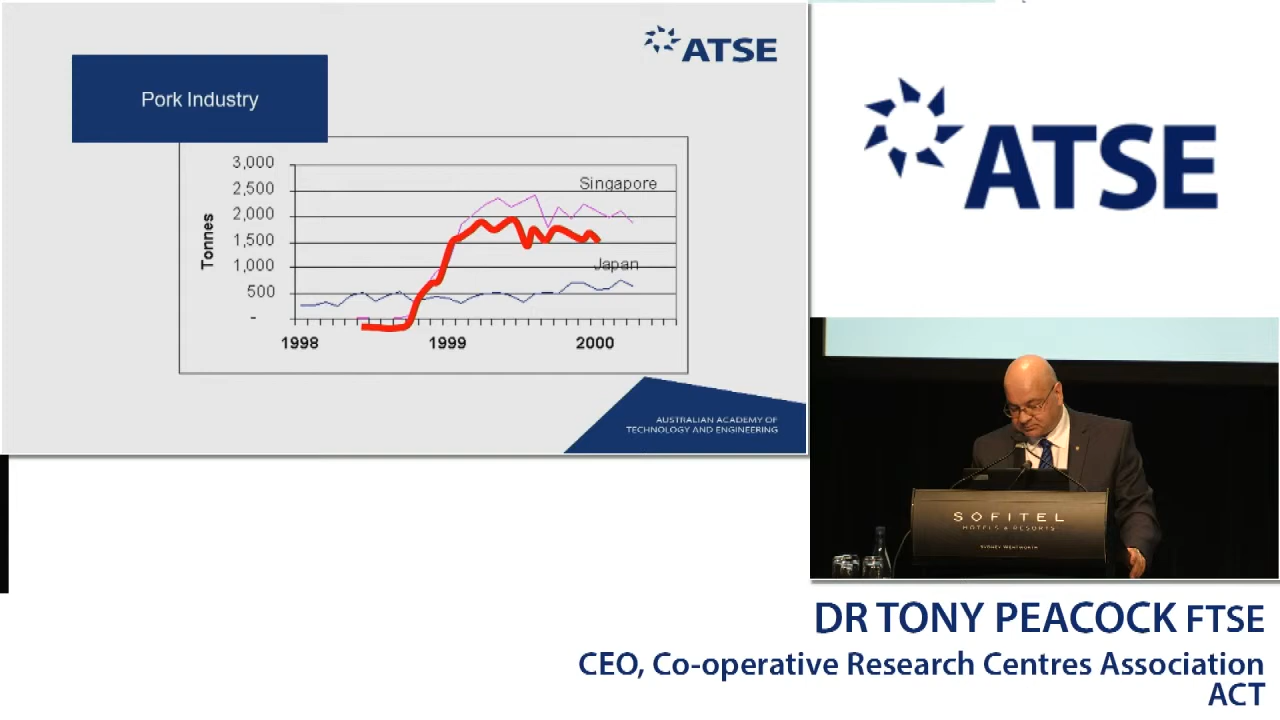 ATSE
Pork Industry
3,000
2,500
2,000
1,500
1,000
500
-
Tonnes
Singapore
Japan
1998
1999
2000
AUSTRALIAN ACADEMY OF
TECHNOLOGY AND ENGINEERING
ATSE
SOFITEL
HOTELS & RESORTS
SYDNEY WENTWORTH
DR TONY PEACOCK FTSE
CEO, Co-operative Research Centres Association
ACT